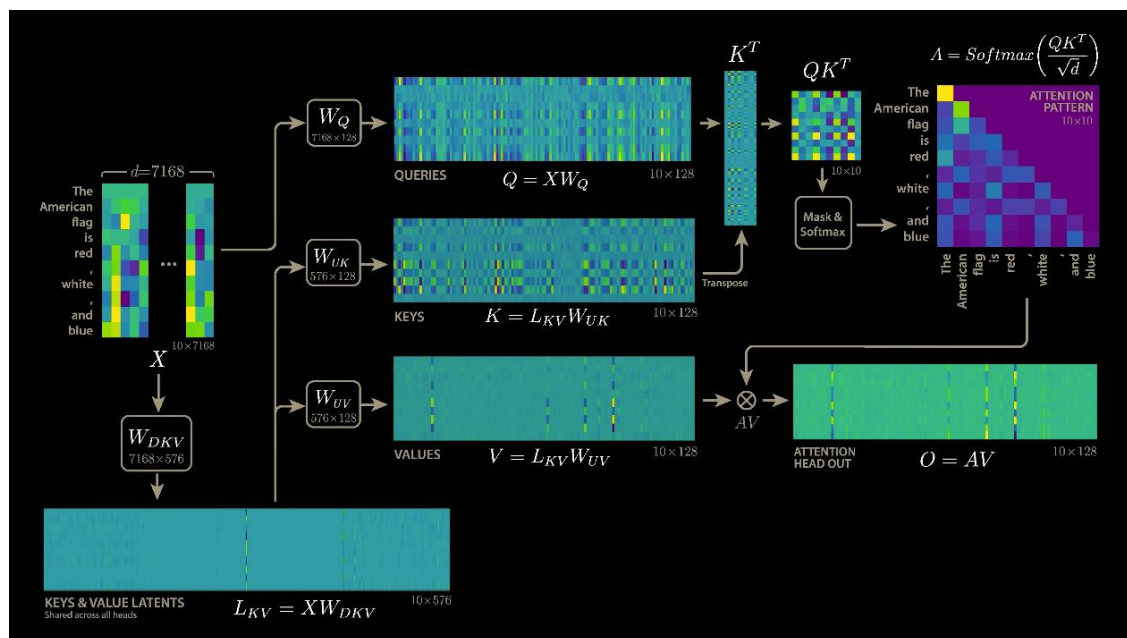 d=7168
The
American
flag
is
red
,
white
,
and
blue
...
10×7168
X
W_DKV
7168×576
KEYS & VALUE LATENTS
Shared across all heads
L_KV = XW_DKV
10×576
W_Q
7168×128
QUERIES
Q = XW_Q
10×128
W_UK
576×128
KEYS
K = L_KV W_UK
10×128
W_UV
576×128
VALUES
V = L_KV W_UV
10×128
K^T
Transpose
QK^T
10×10
Mask &
Softmax
A = Softmax(QK^T/√d)
The
American
flag
is
red
,
white
,
and
blue
ATTENTION
PATTERN
10×10
The
American
flag
is
red
,
white
,
and
blue
⊗
AV
ATTENTION
HEAD OUT
O = AV
10×128